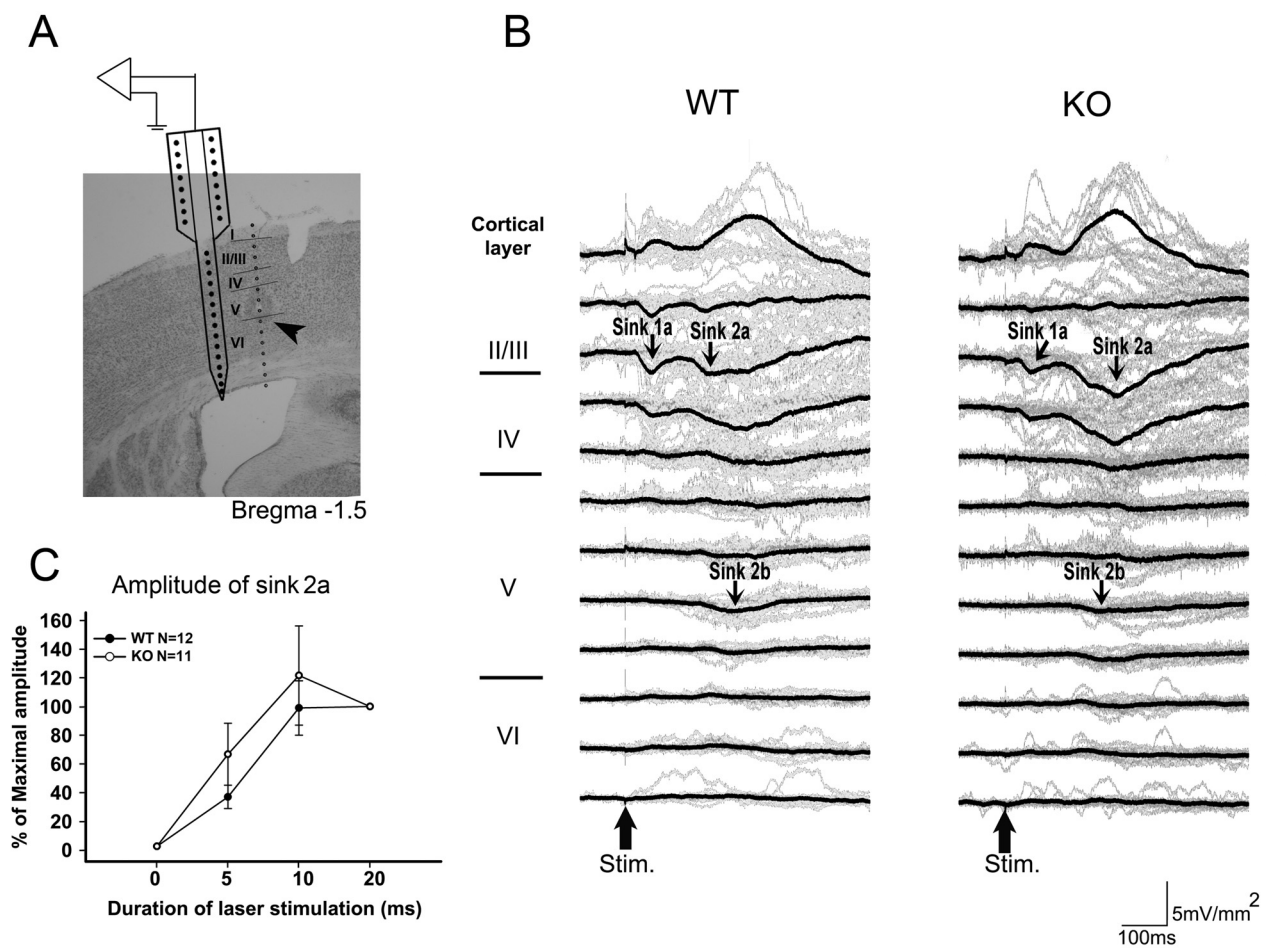 A
I
II/III
IV
V
VI
Bregma -1.5
B
WT
KO
Cortical
layer
II/III
IV
V
VI
Sink 1a
Sink 2a
Sink 2b
Stim.
Sink 1a
Sink 2a
Sink 2b
Stim.
5mV/mm2
100ms
C
Amplitude of sink 2a
% of Maximal amplitude
160
140
120
100
80
60
40
20
0
WT N=12
KO N=11
0 5 10 20
Duration of laser stimulation (ms)